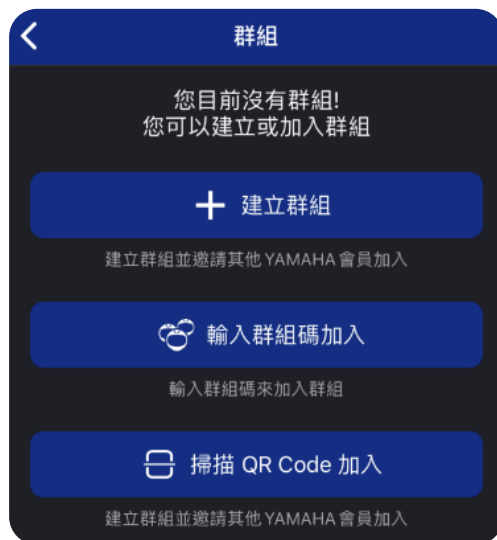 群組
您目前沒有群組!
您可以建立或加入群組
建立群組
建立群組並邀請其他 YAMAHA 會員加入
輸入群組碼加入
輸入群組碼來加入群組
掃描 QR Code 加入
建立群組並邀請其他 YAMAHA 會員加入